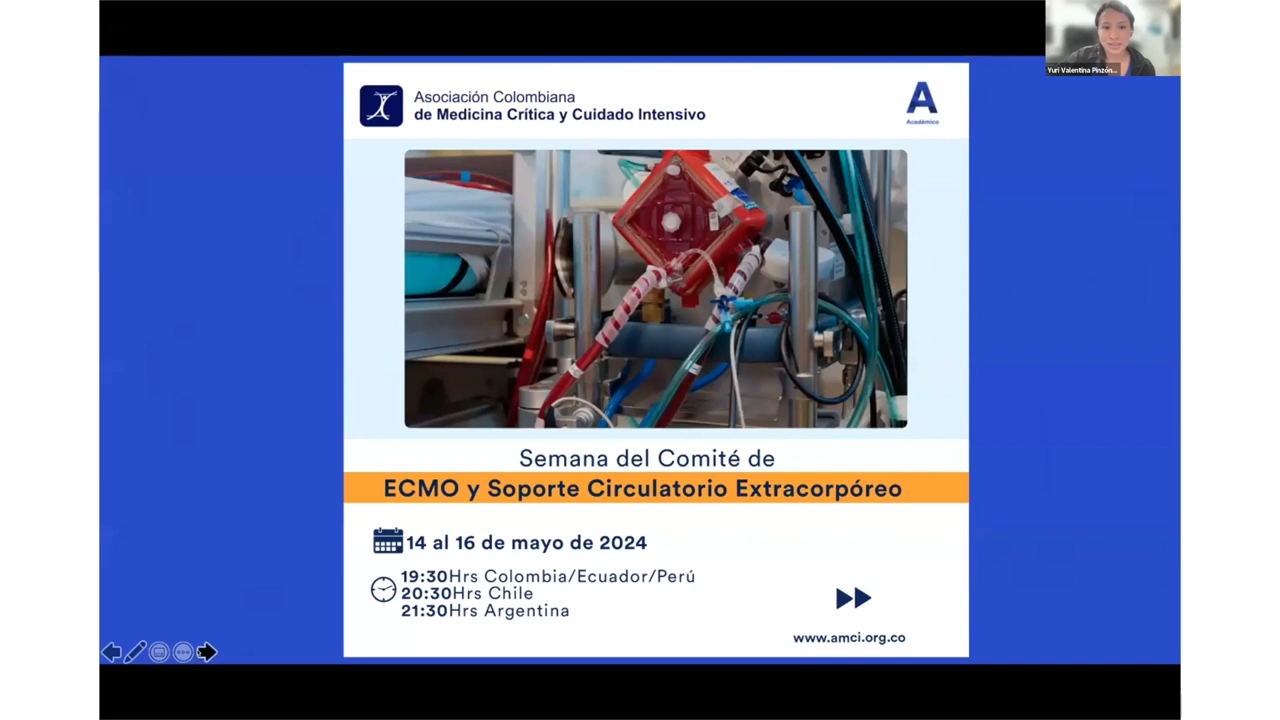 Yuri Valentina Pinzón...
Asociación Colombiana
de Medicina Crítica y Cuidado Intensivo
A
Académico
Semana del Comité de
ECMO y Soporte Circulatorio Extracorpóreo
14 al 16 de mayo de 2024
19:30Hrs Colombia/Ecuador/Perú
20:30Hrs Chile
21:30Hrs Argentina
www.amci.org.co